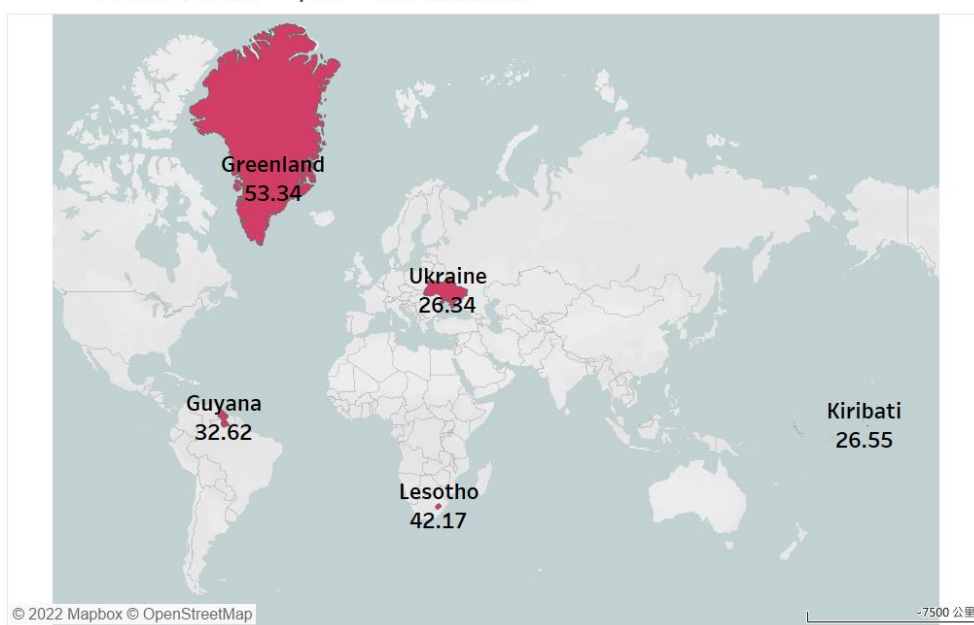 Greenland
53.34
Ukraine
26.34
Guyana
32.62
Kiribati
26.55
Lesotho
42.17
© 2022 Mapbox © OpenStreetMap
~7500 公里